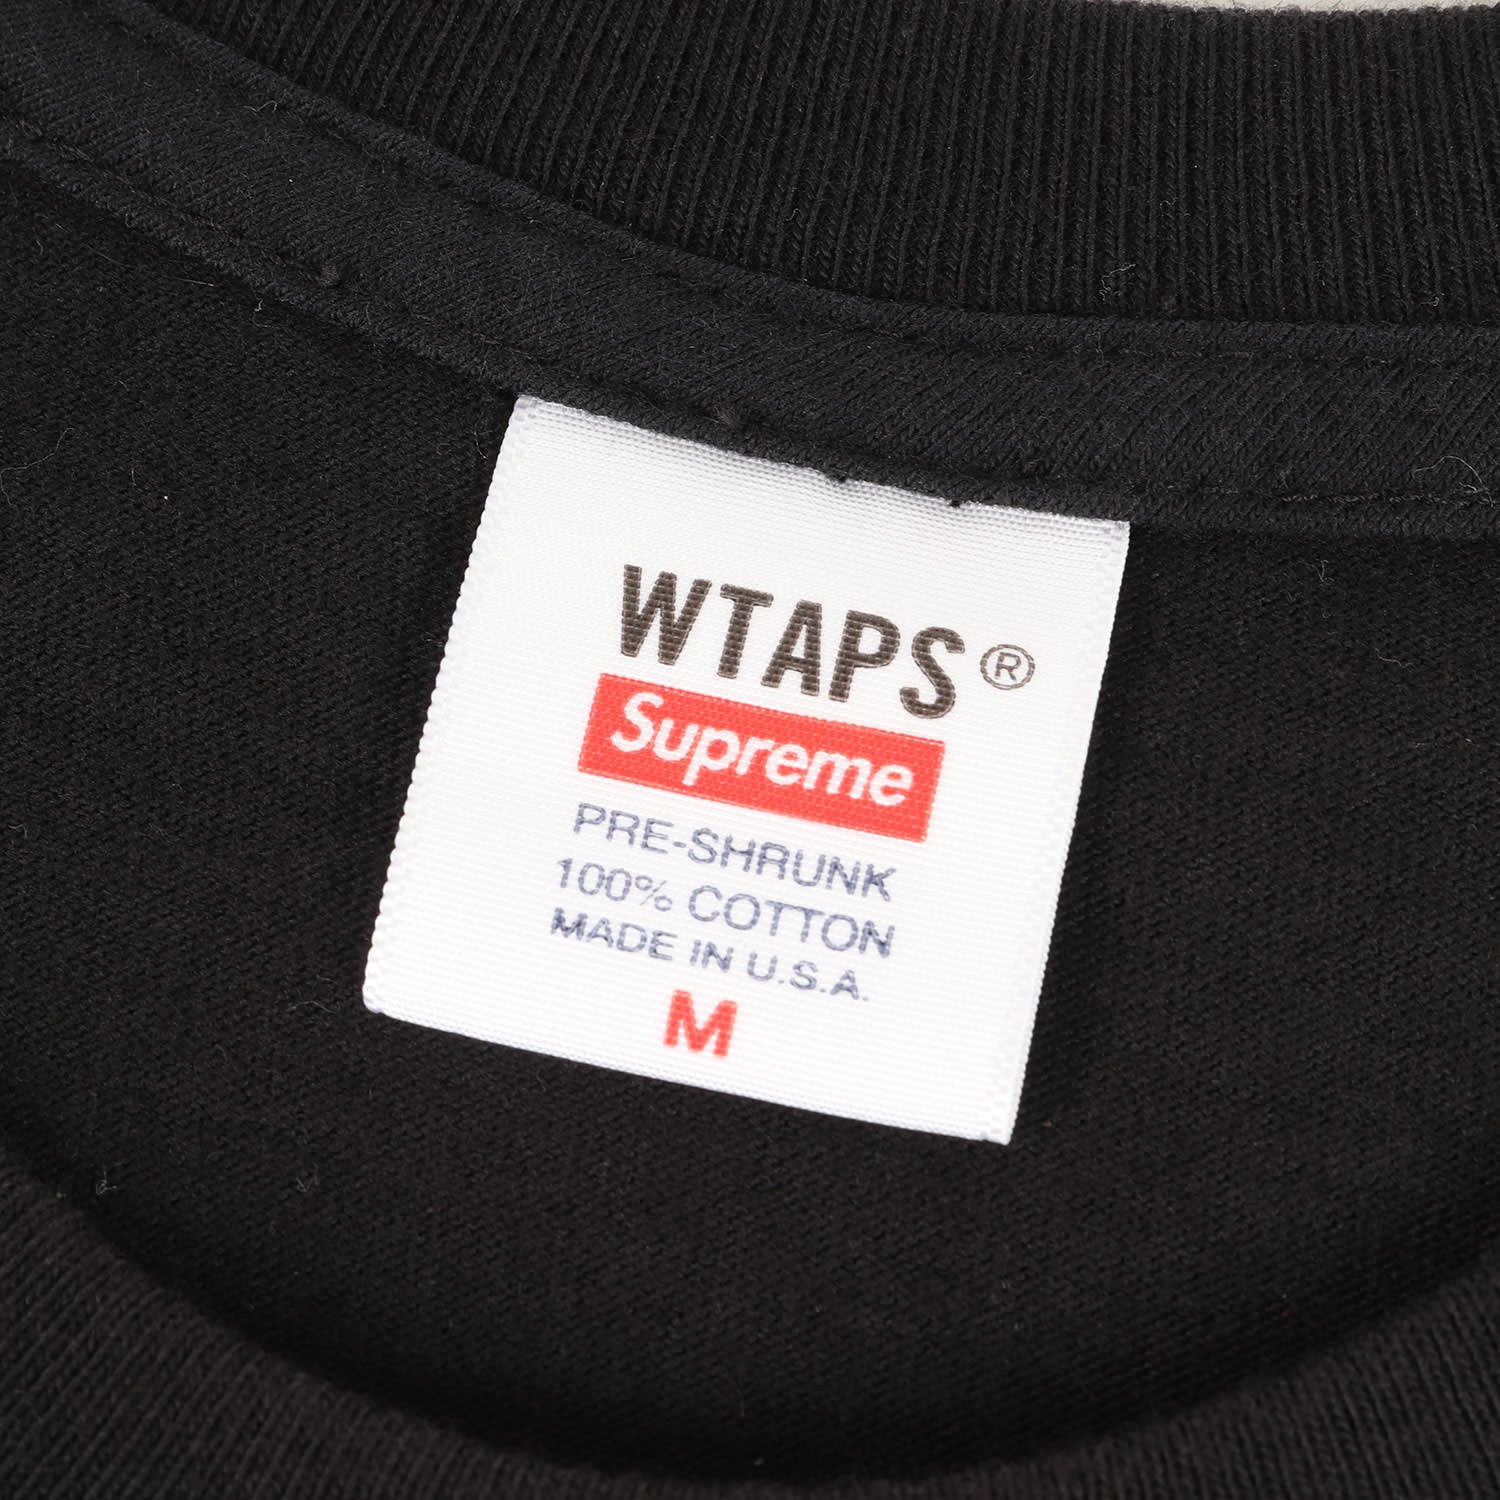 WTAPS®
Supreme
PRE-SHRUNK
100% COTTON
MADE IN U.S.A.
M